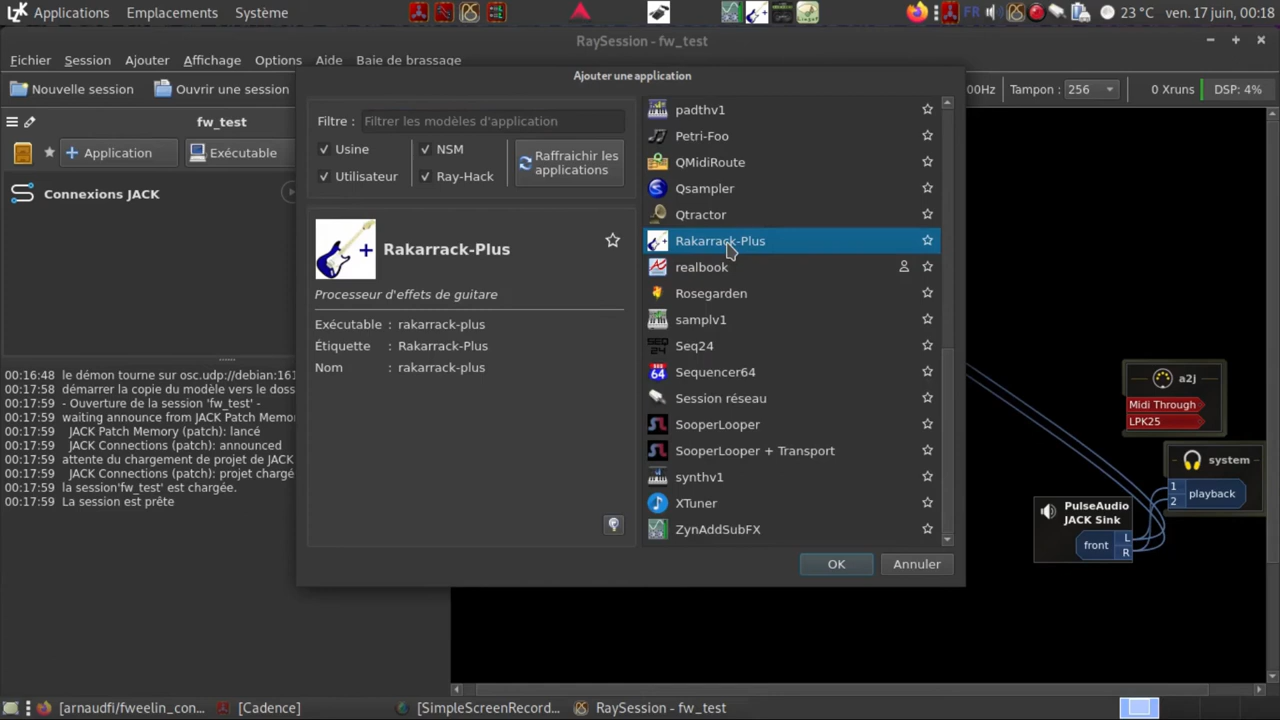 Applications Emplacements Système
FR 23 °C ven. 17 juin, 00:18
RaySession - fw_test
Fichier Session Ajouter Affichage Options Aide Baie de brassage
Ajouter une application
Nouvelle session Ouvrir une session
00Hz Tampon : 256 0 Xruns DSP: 4%
fw_test
Application Exécutable
Connexions JACK
Filtre : Filtrer les modèles d'application
Usine NSM
Utilisateur Ray-Hack
Raffraichir les
applications
Rakarrack-Plus
Processeur d'effets de guitare
Exécutable : rakarrack-plus
Étiquette : Rakarrack-Plus
Nom : rakarrack-plus
padthv1
Petri-Foo
QMidiRoute
Qsampler
Qtractor
Rakarrack-Plus
realbook
Rosegarden
samplv1
Seq24
64 Sequencer64
Session réseau
SooperLooper
SooperLooper + Transport
synthv1
XTuner
ZynAddSubFX
OK Annuler
00:16:48 le démon tourne sur osc.udp://debian:161
00:17:58 démarrer la copie du modèle vers le doss
00:17:59 - Ouverture de la session 'fw_test' -
00:17:59 waiting announce from JACK Patch Memor
00:17:59 JACK Patch Memory (patch): lancé
00:17:59 JACK Connections (patch): announced
00:17:59 attente du chargement de projet de JACK
00:17:59 JACK Connections (patch): projet chargé
00:17:59 la session'fw_test' est chargée.
00:17:59 La session est prête
a2j
Midi Through
LPK25
system
1
2
playback
PulseAudio
JACK Sink
front
L
R
[arnaudfi/fweelin_con... [Cadence] [SimpleScreenRecord... RaySession - fw_test